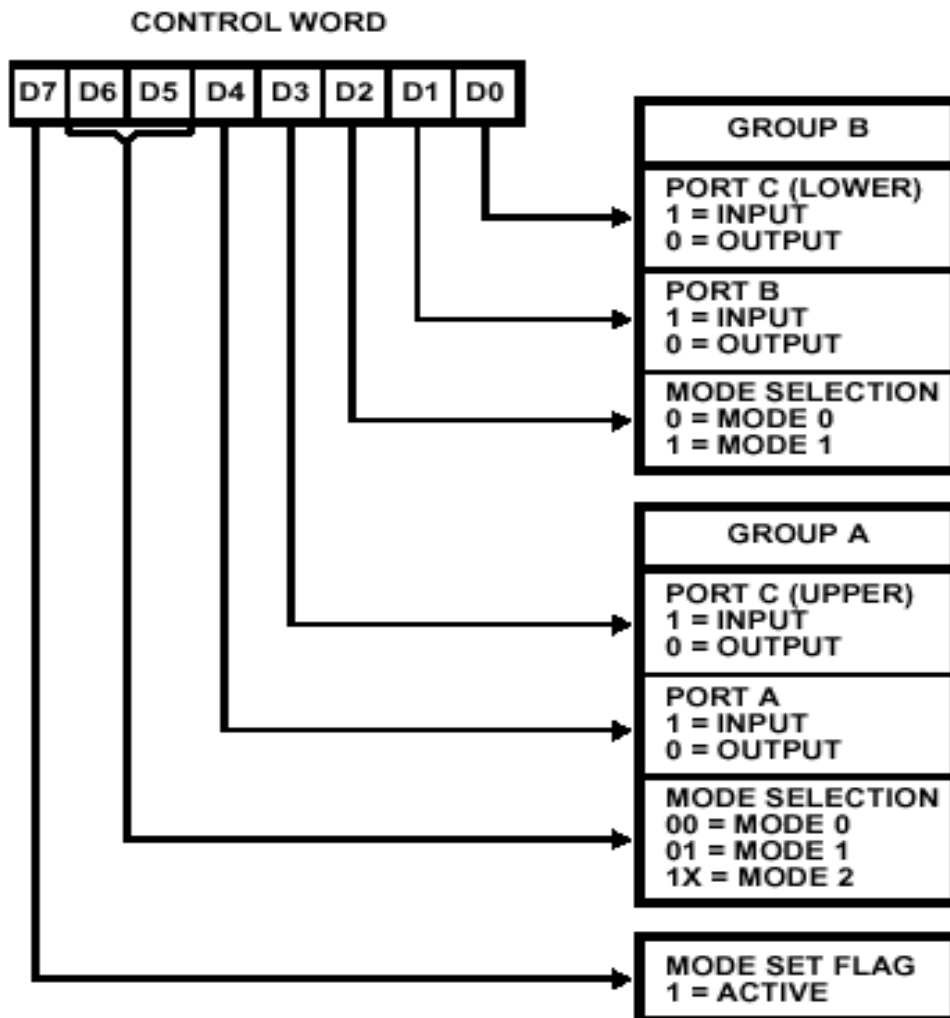 CONTROL WORD
D7 D6 D5 D4 D3 D2 D1 D0
GROUP B
PORT C (LOWER)
1 = INPUT
0 = OUTPUT
PORT B
1 = INPUT
0 = OUTPUT
MODE SELECTION
0 = MODE 0
1 = MODE 1
GROUP A
PORT C (UPPER)
1 = INPUT
0 = OUTPUT
PORT A
1 = INPUT
0 = OUTPUT
MODE SELECTION
00 = MODE 0
01 = MODE 1
1X = MODE 2
MODE SET FLAG
1 = ACTIVE